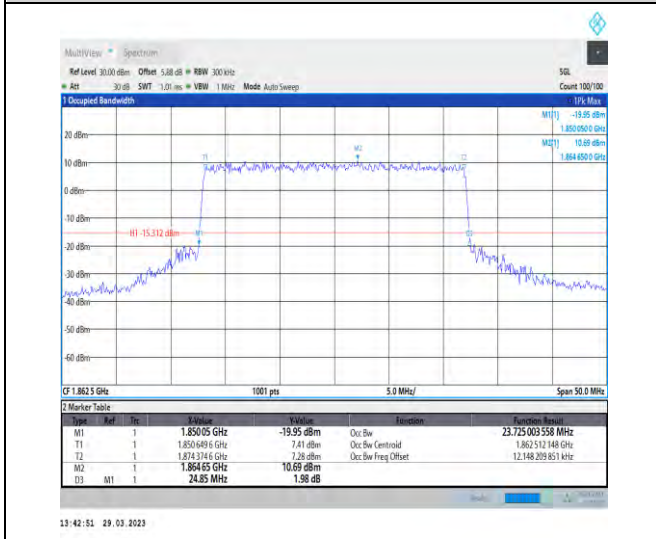 MultiView Spectrum
Ref Level 30.00 dBm Offset 5.88 dB RBW 300 kHz SGL
Att 30 dB SWT 1.01 ms VBW 1 MHz Mode Auto Sweep Count 100/100
1 Occupied Bandwidth 1Pk Max
M1[1] -19.95 dBm
1.850 050 0 GHz
M2[1] 10.69 dBm
1.864 650 0 GHz
20 dBm
M2
T1 T2
10 dBm
0 dBm
-10 dBm
H1 -15.312 dBm M1 D3
-20 dBm
-30 dBm
-40 dBm
-50 dBm
-60 dBm
CF 1.862 5 GHz 1001 pts 5.0 MHz/ Span 50.0 MHz
2 Marker Table
Type Ref Trc X-Value Y-Value Function Function Result
M1 1 1.850 05 GHz -19.95 dBm Occ Bw 23.725 003 558 MHz
T1 1 1.850 649 6 GHz 7.41 dBm Occ Bw Centroid 1.862 512 148 GHz
T2 1 1.874 374 6 GHz 7.28 dBm Occ Bw Freq Offset 12.148 209 851 kHz
M2 1 1.864 65 GHz 10.69 dBm
D3 M1 1 24.85 MHz 1.98 dB
13:42:51 29.03.2023